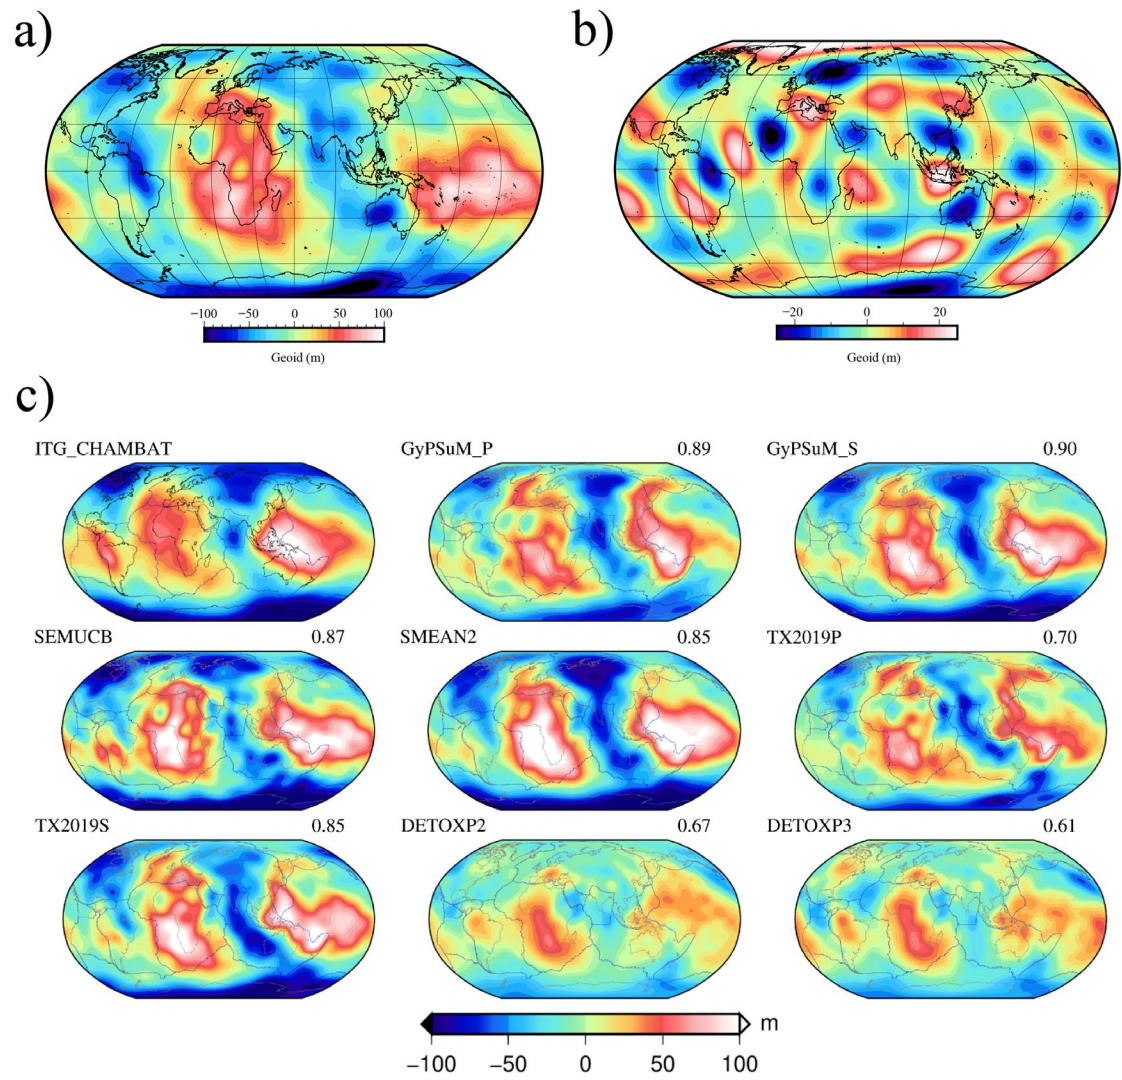 a)
b)
−100 −50 0 50 100
Geoid (m)
−20 0 20
Geoid (m)
c)
ITG_CHAMBAT
GyPSuM_P 0.89
GyPSuM_S 0.90
SEMUCB 0.87
SMEAN2 0.85
TX2019P 0.70
TX2019S 0.85
DETOXP2 0.67
DETOXP3 0.61
m
−100 −50 0 50 100